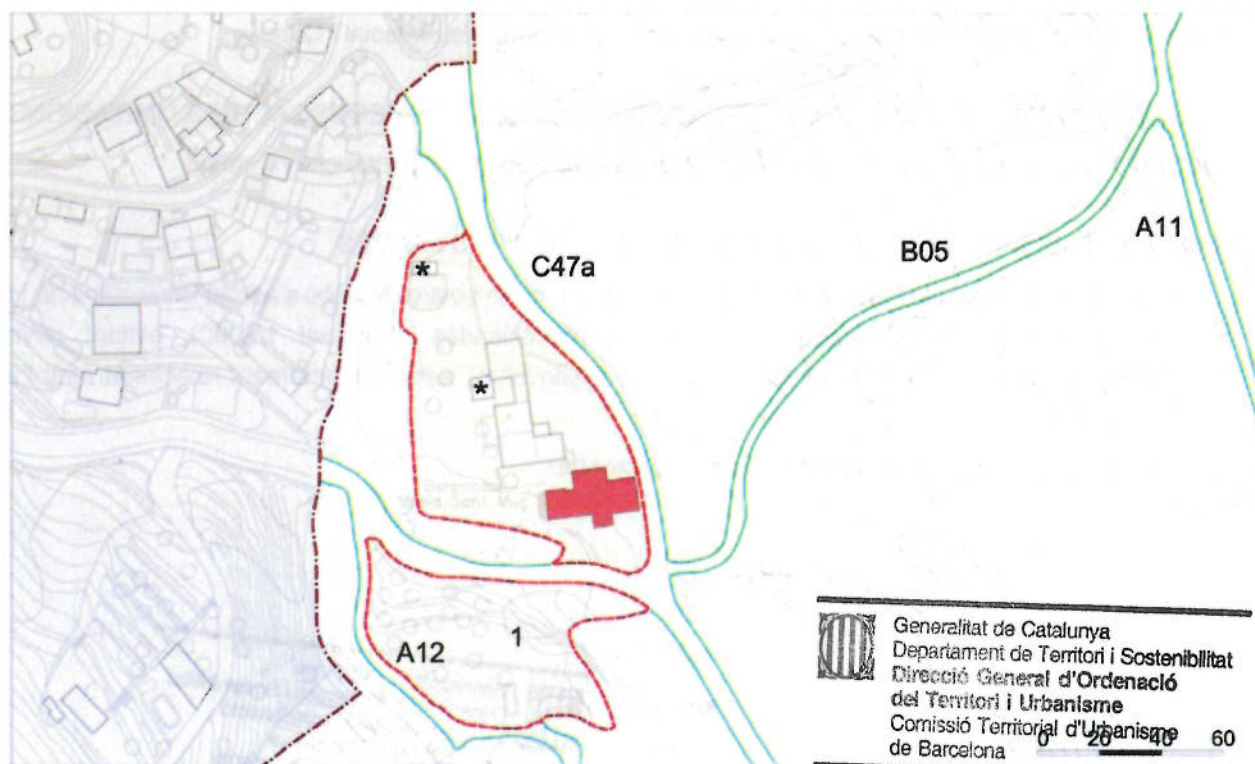 A11
B05
C47a
*
*
1
A12
Generalitat de Catalunya
Departament de Territori i Sostenibilitat
Direcció General d'Ordenació
del Territori i Urbanisme
Comissió Territorial d'Urbanisme
de Barcelona
0 20 40 60